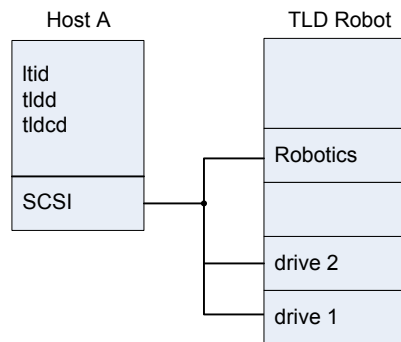 Host A
ltid
tldd
tldcd
SCSI
TLD Robot
Robotics
drive 2
drive 1